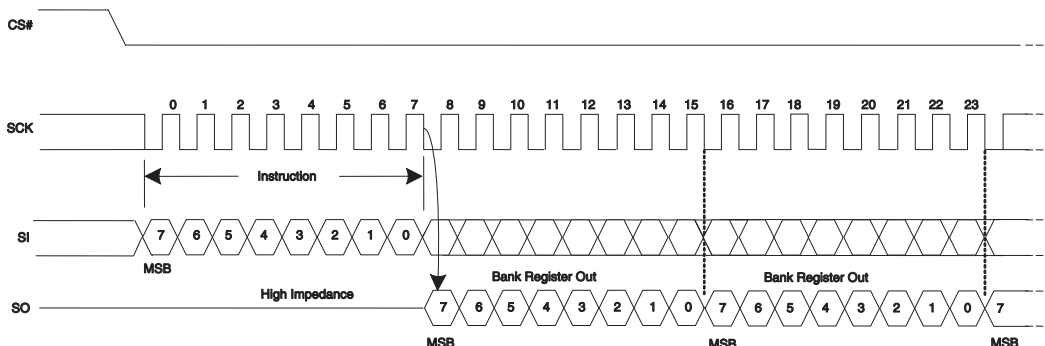 CS#
0 1 2 3 4 5 6 7 8 9 10 11 12 13 14 15 16 17 18 19 20 21 22 23
SCK
Instruction
SI 7 6 5 4 3 2 1 0
MSB
Bank Register Out Bank Register Out
High Impedance
SO 7 6 5 4 3 2 1 0 7 6 5 4 3 2 1 0 7
MSB MSB MSB